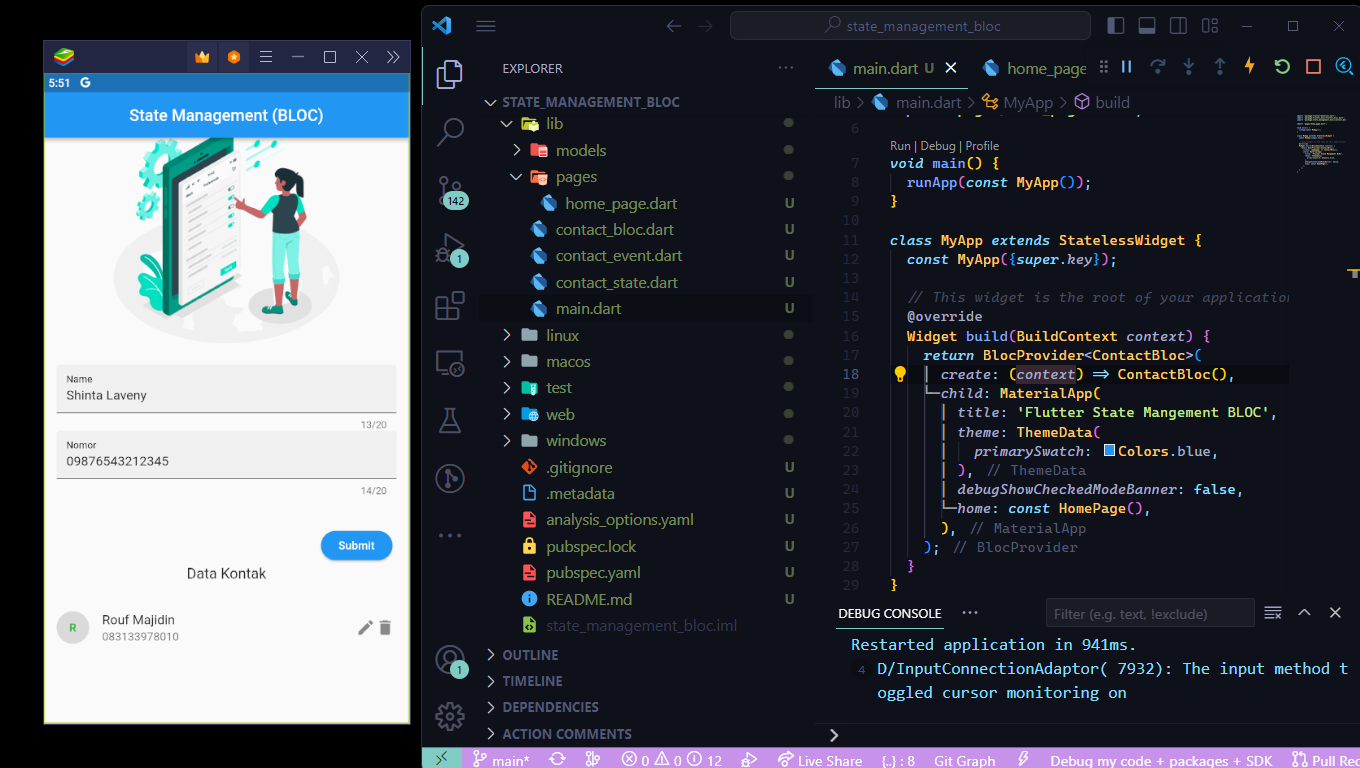 5:51 G
State Management (BLOC)
Name
Shinta Laveny
13/20
Nomor
09876543212345
14/20
Submit
Data Kontak
R
Rouf Majidin
083133978010
state_management_bloc
142
1
1
EXPLORER
STATE_MANAGEMENT_BLOC
lib
models
pages
home_page.dart U
contact_bloc.dart U
contact_event.dart U
contact_state.dart U
main.dart U
linux
macos
test
web
windows
.gitignore U
.metadata U
analysis_options.yaml U
pubspec.lock U
pubspec.yaml U
README.md U
state_management_bloc.iml
OUTLINE
TIMELINE
DEPENDENCIES
ACTION COMMENTS
main.dart U
home_page
lib > main.dart > MyApp > build
6
Run | Debug | Profile
7 void main() {
8 runApp(const MyApp());
9 }
10
11 class MyApp extends StatelessWidget {
12 const MyApp({super.key});
13
14 // This widget is the root of your application
15 @override
16 Widget build(BuildContext context) {
17 return BlocProvider<ContactBloc>(
18 create: (context) => ContactBloc(),
19 child: MaterialApp(
20 title: 'Flutter State Mangement BLOC',
21 theme: ThemeData(
22 primarySwatch: Colors.blue,
23 ), // ThemeData
24 debugShowCheckedModeBanner: false,
25 home: const HomePage(),
26 ), // MaterialApp
27 ); // BlocProvider
28 }
29 }
DEBUG CONSOLE
Filter (e.g. text, !exclude)
Restarted application in 941ms.
4 D/InputConnectionAdaptor( 7932): The input method t
oggled cursor monitoring on
main* 0 0 12 Live Share {..} : 8 Git Graph Debug my code + packages + SDK Pull Rec